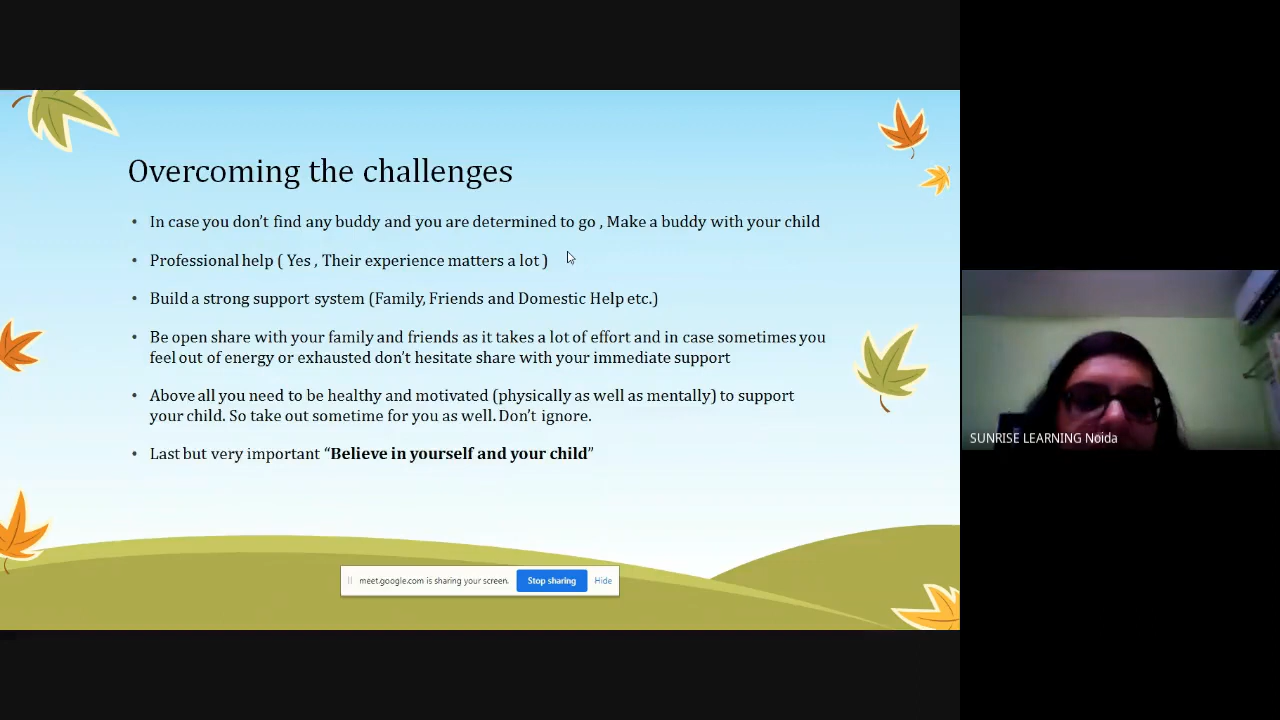 Overcoming the challenges
• In case you don't find any buddy and you are determined to go , Make a buddy with your child
• Professional help ( Yes , Their experience matters a lot )
• Build a strong support system (Family, Friends and Domestic Help etc.)
• Be open share with your family and friends as it takes a lot of effort and in case sometimes you
feel out of energy or exhausted don't hesitate share with your immediate support
• Above all you need to be healthy and motivated (physically as well as mentally) to support
your child. So take out sometime for you as well. Don't ignore.
• Last but very important “Believe in yourself and your child”
meet.google.com is sharing your screen. Stop sharing Hide
SUNRISE LEARNING Noida